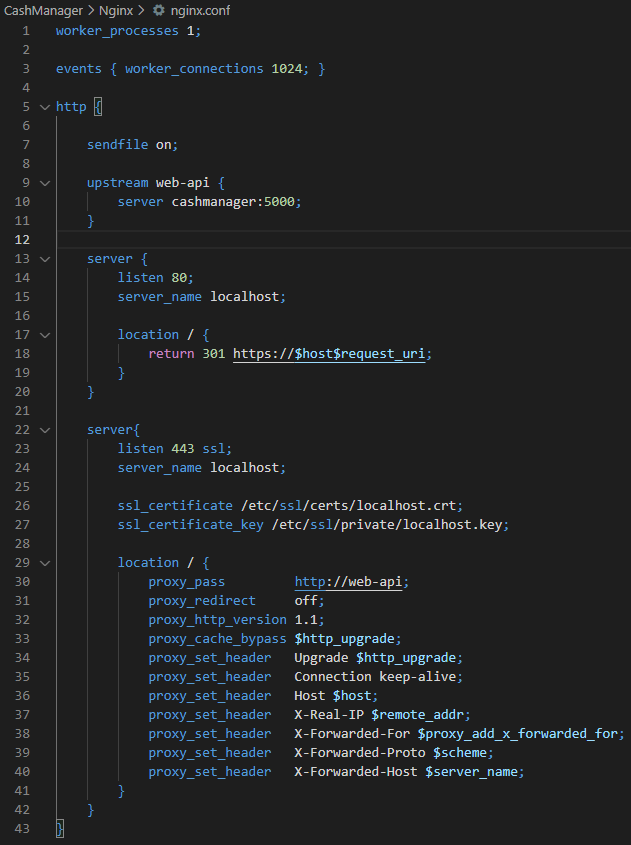 CashManager > Nginx > nginx.conf
1 worker_processes 1;
2
3 events { worker_connections 1024; }
4
5 http {
6
7 sendfile on;
8
9 upstream web-api {
10 server cashmanager:5000;
11 }
12
13 server {
14 listen 80;
15 server_name localhost;
16
17 location / {
18 return 301 https://$host$request_uri;
19 }
20 }
21
22 server{
23 listen 443 ssl;
24 server_name localhost;
25
26 ssl_certificate /etc/ssl/certs/localhost.crt;
27 ssl_certificate_key /etc/ssl/private/localhost.key;
28
29 location / {
30 proxy_pass http://web-api;
31 proxy_redirect off;
32 proxy_http_version 1.1;
33 proxy_cache_bypass $http_upgrade;
34 proxy_set_header Upgrade $http_upgrade;
35 proxy_set_header Connection keep-alive;
36 proxy_set_header Host $host;
37 proxy_set_header X-Real-IP $remote_addr;
38 proxy_set_header X-Forwarded-For $proxy_add_x_forwarded_for;
39 proxy_set_header X-Forwarded-Proto $scheme;
40 proxy_set_header X-Forwarded-Host $server_name;
41 }
42 }
43 }